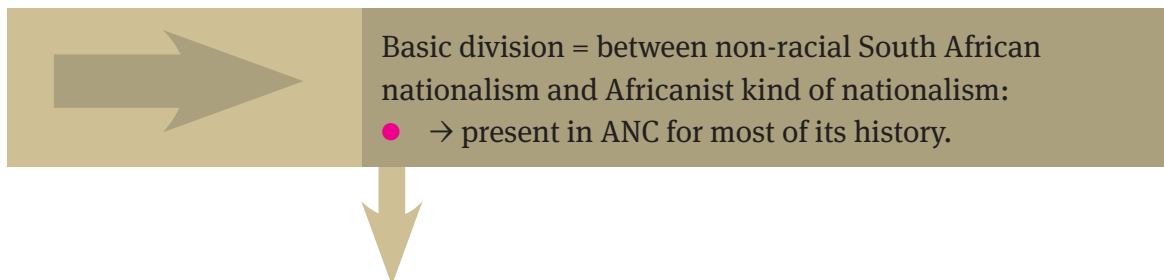 Basic division = between non-racial South African
nationalism and Africanist kind of nationalism:
● → present in ANC for most of its history.